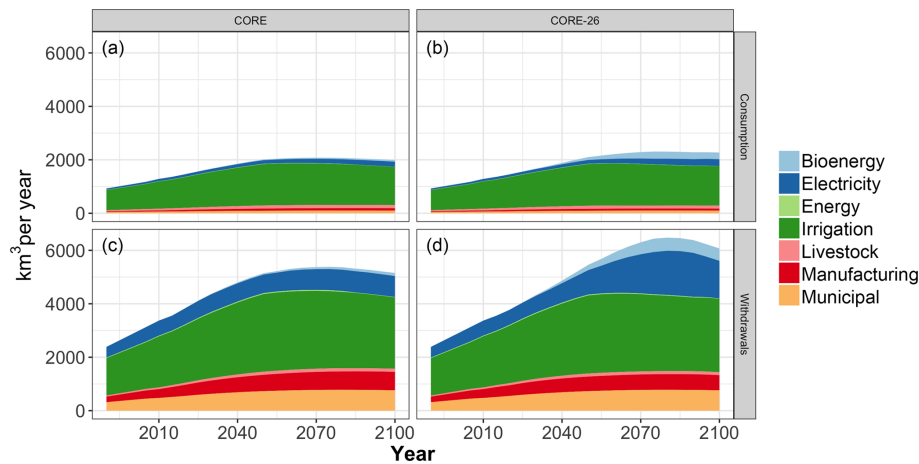 CORE
CORE-26
(a)
(b)
6000
4000
2000
0
Consumption
(c)
(d)
6000
4000
2000
0
Withdrawals
km³per year
2010
2040
2070
2100
2010
2040
2070
2100
Year
Bioenergy
Electricity
Energy
Irrigation
Livestock
Manufacturing
Municipal